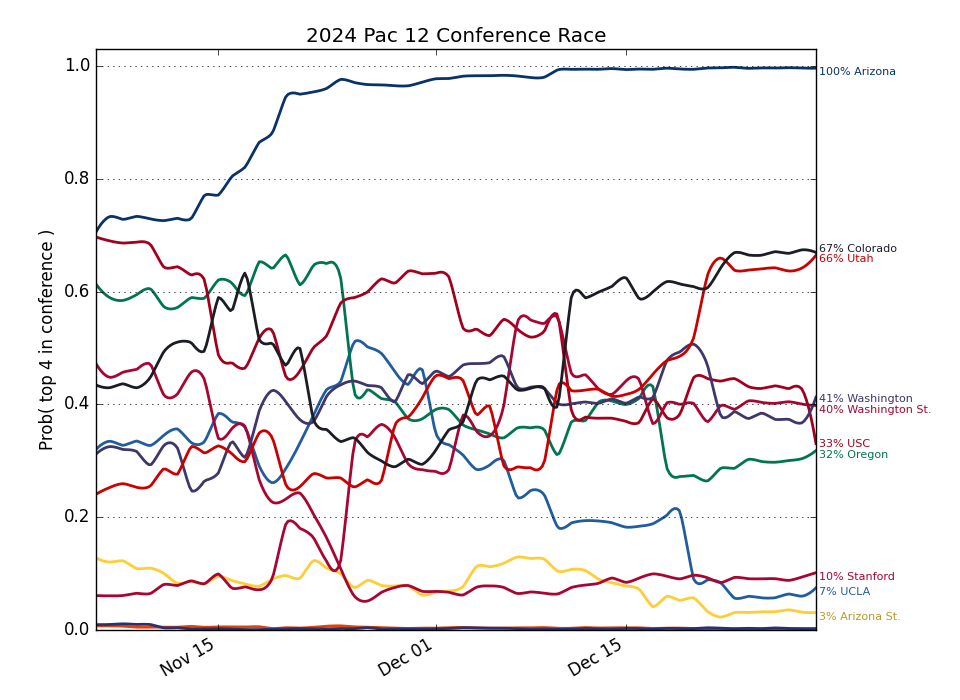 2024 Pac 12 Conference Race
Prob( top 4 in conference )
1.0
0.8
0.6
0.4
0.2
0.0
Nov 15
Dec 01
Dec 15
100% Arizona
67% Colorado
66% Utah
41% Washington
40% Washington St.
33% USC
32% Oregon
10% Stanford
7% UCLA
3% Arizona St.